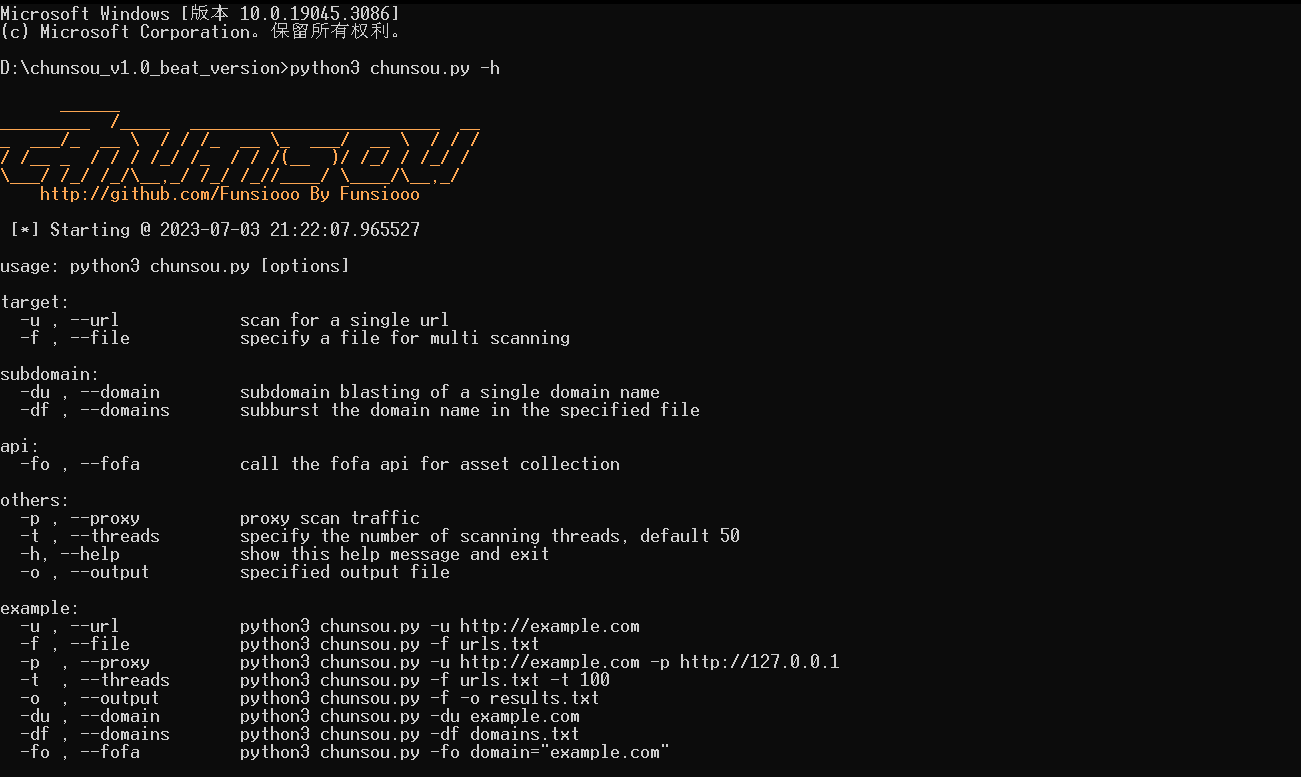 Microsoft Windows [版本 10.0.19045.3086]
(c) Microsoft Corporation。保留所有权利。
D:\chunsou_v1.0_beat_version>python3 chunsou.py -h
chunsou
http://github.com/Funsiooo By Funsiooo
[*] Starting @ 2023-07-03 21:22:07.965527
usage: python3 chunsou.py [options]
target:
-u , --url scan for a single url
-f , --file specify a file for multi scanning
subdomain:
-du , --domain subdomain blasting of a single domain name
-df , --domains subburst the domain name in the specified file
api:
-fo , --fofa call the fofa api for asset collection
others:
-p , --proxy proxy scan traffic
-t , --threads specify the number of scanning threads, default 50
-h, --help show this help message and exit
-o , --output specified output file
example:
-u , --url python3 chunsou.py -u http://example.com
-f , --file python3 chunsou.py -f urls.txt
-p , --proxy python3 chunsou.py -u http://example.com -p http://127.0.0.1
-t , --threads python3 chunsou.py -f urls.txt -t 100
-o , --output python3 chunsou.py -f -o results.txt
-du , --domain python3 chunsou.py -du example.com
-df , --domains python3 chunsou.py -df domains.txt
-fo , --fofa python3 chunsou.py -fo domain="example.com"